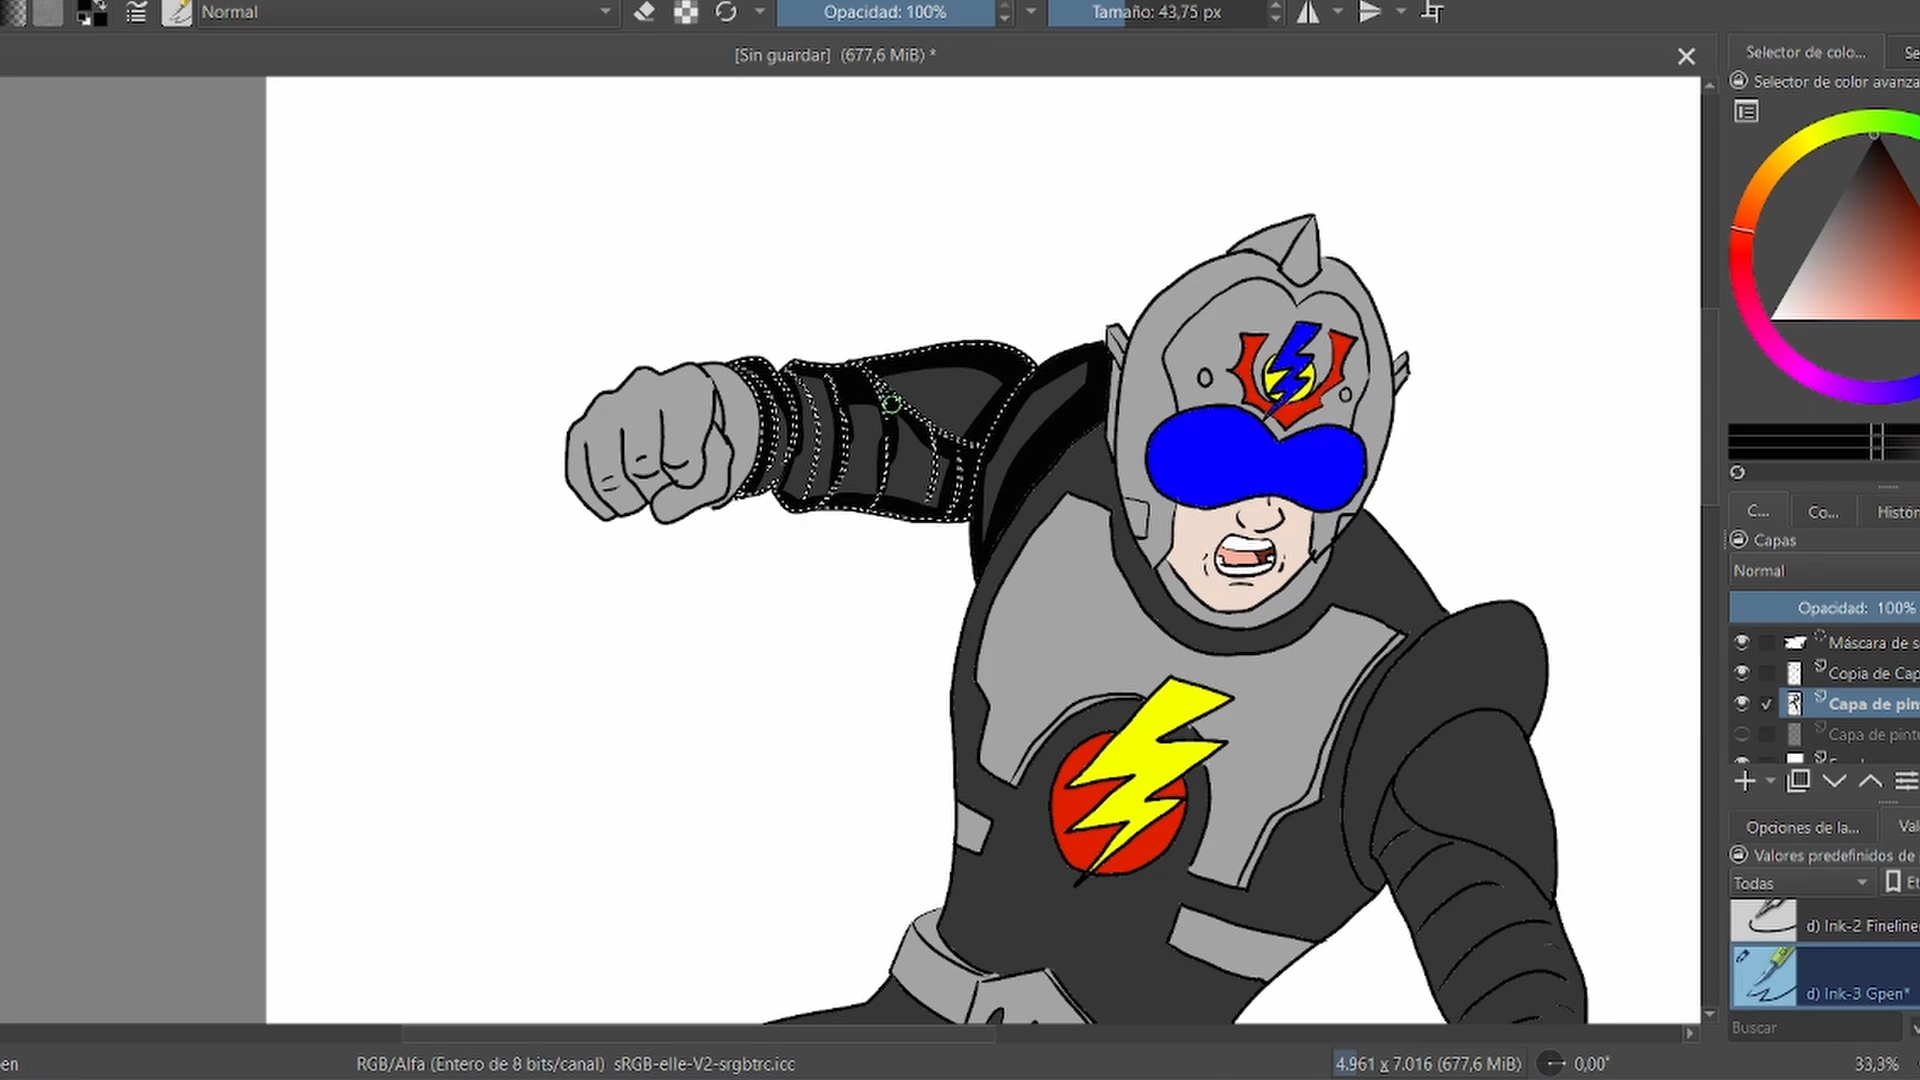 Normal
Opacidad: 100%
Tamaño: 43,75 px
[Sin guardar] (677,6 MiB) *
Selector de colo...
Se
Selector de color avanza
C...
Co...
Histór
Capas
Normal
Opacidad: 100%
Máscara de s
Copia de Cap
Capa de pin
Capa de pintu
Opciones de la...
Val
Valores predefinidos de
Todas
Et
d) Ink-2 Fineline
d) Ink-3 Gpen*
Buscar
en
RGB/Alfa (Entero de 8 bits/canal) sRGB-elle-V2-srgbtrc.icc
4.961 x 7.016 (677,6 MiB)
0,00°
33,3%